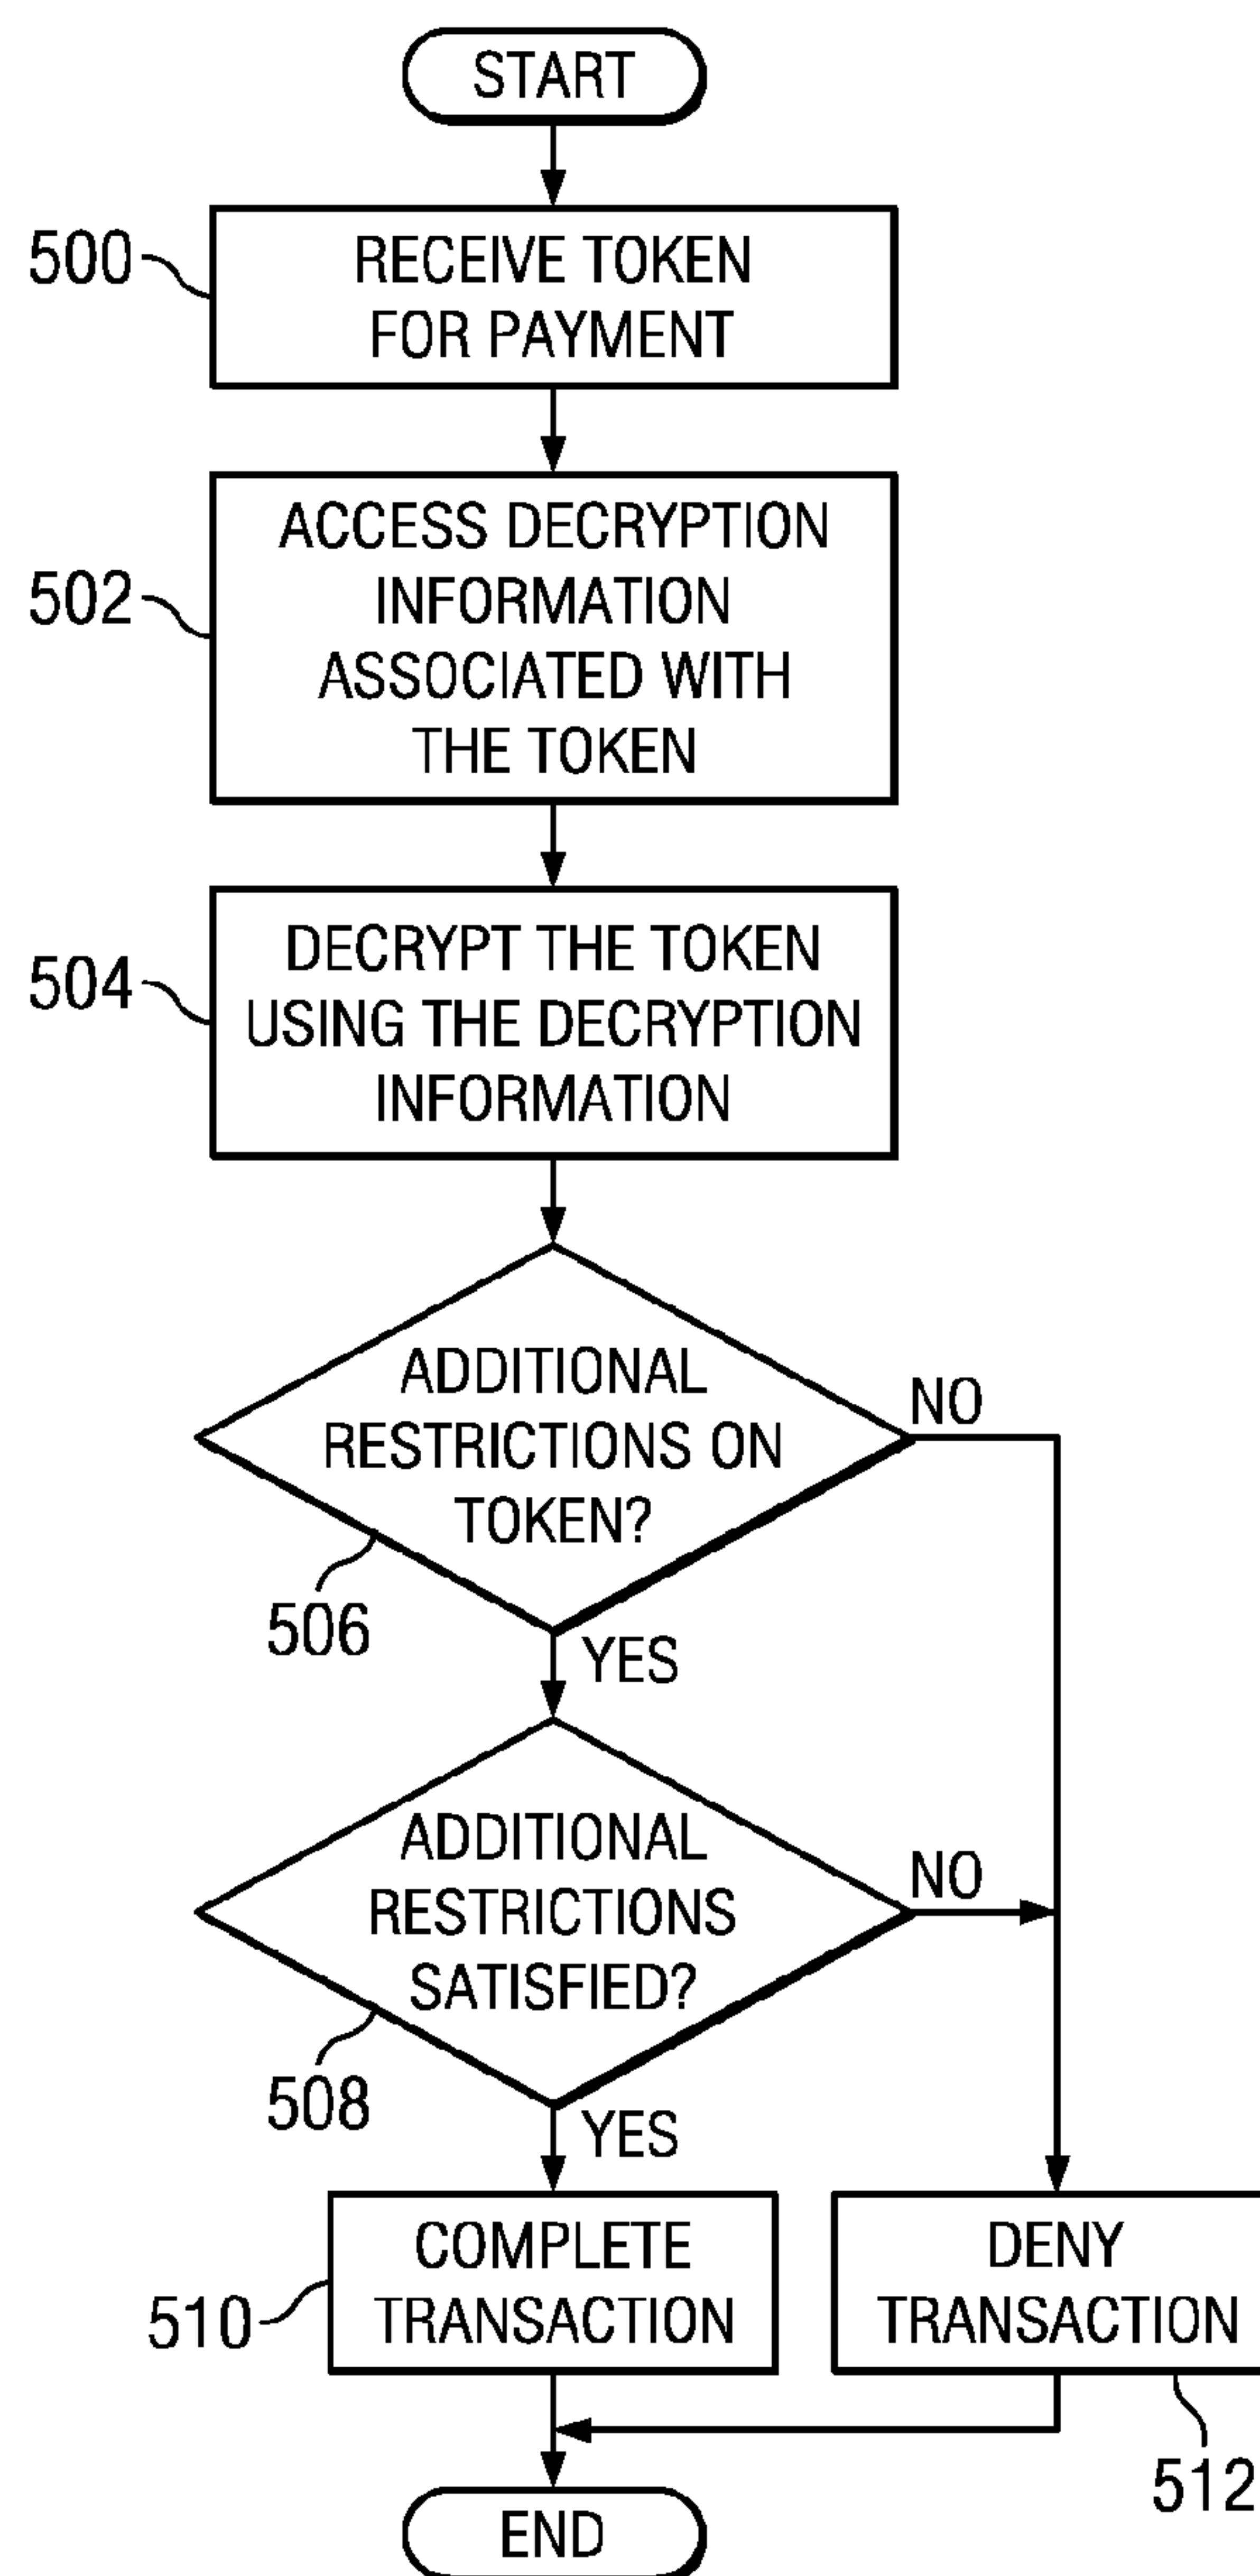 START
500
RECEIVE TOKEN
FOR PAYMENT
502
ACCESS DECRYPTION
INFORMATION
ASSOCIATED WITH
THE TOKEN
504
DECRYPT THE TOKEN
USING THE DECRYPTION
INFORMATION
ADDITIONAL
RESTRICTIONS ON
TOKEN?
NO
506
YES
ADDITIONAL
RESTRICTIONS
SATISFIED?
NO
508
YES
COMPLETE
TRANSACTION
510
DENY
TRANSACTION
512
END